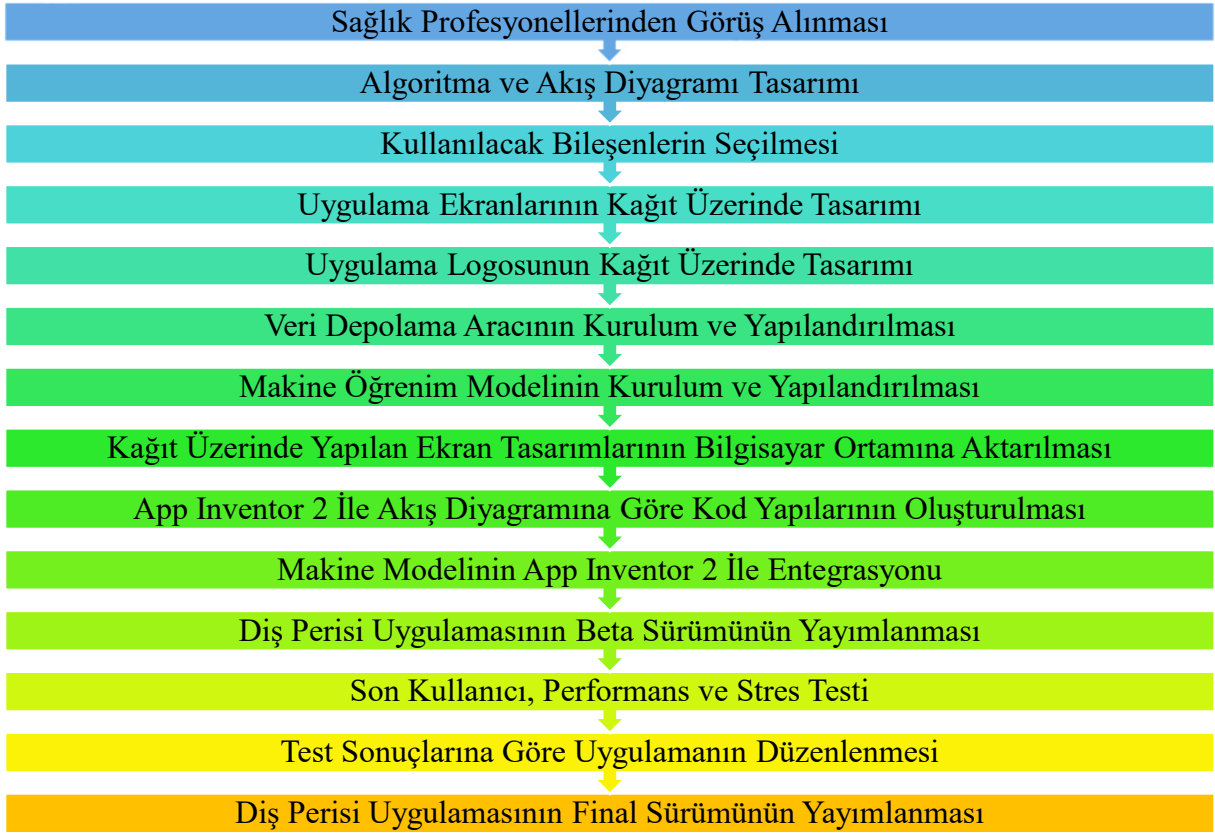 Sağlık Profesyonellerinden Görüş Alınması
Algoritma ve Akış Diyagramı Tasarımı
Kullanılacak Bileşenlerin Seçilmesi
Uygulama Ekranlarının Kağıt Üzerinde Tasarımı
Uygulama Logosunun Kağıt Üzerinde Tasarımı
Veri Depolama Aracının Kurulum ve Yapılandırılması
Makine Öğrenim Modelinin Kurulum ve Yapılandırılması
Kağıt Üzerinde Yapılan Ekran Tasarımlarının Bilgisayar Ortamına Aktarılması
App Inventor 2 İle Akış Diyagramına Göre Kod Yapılarının Oluşturulması
Makine Modelinin App Inventor 2 İle Entegrasyonu
Diş Perisi Uygulamasının Beta Sürümünün Yayımlanması
Son Kullanıcı, Performans ve Stres Testi
Test Sonuçlarına Göre Uygulamanın Düzenlenmesi
Diş Perisi Uygulamasının Final Sürümünün Yayımlanması